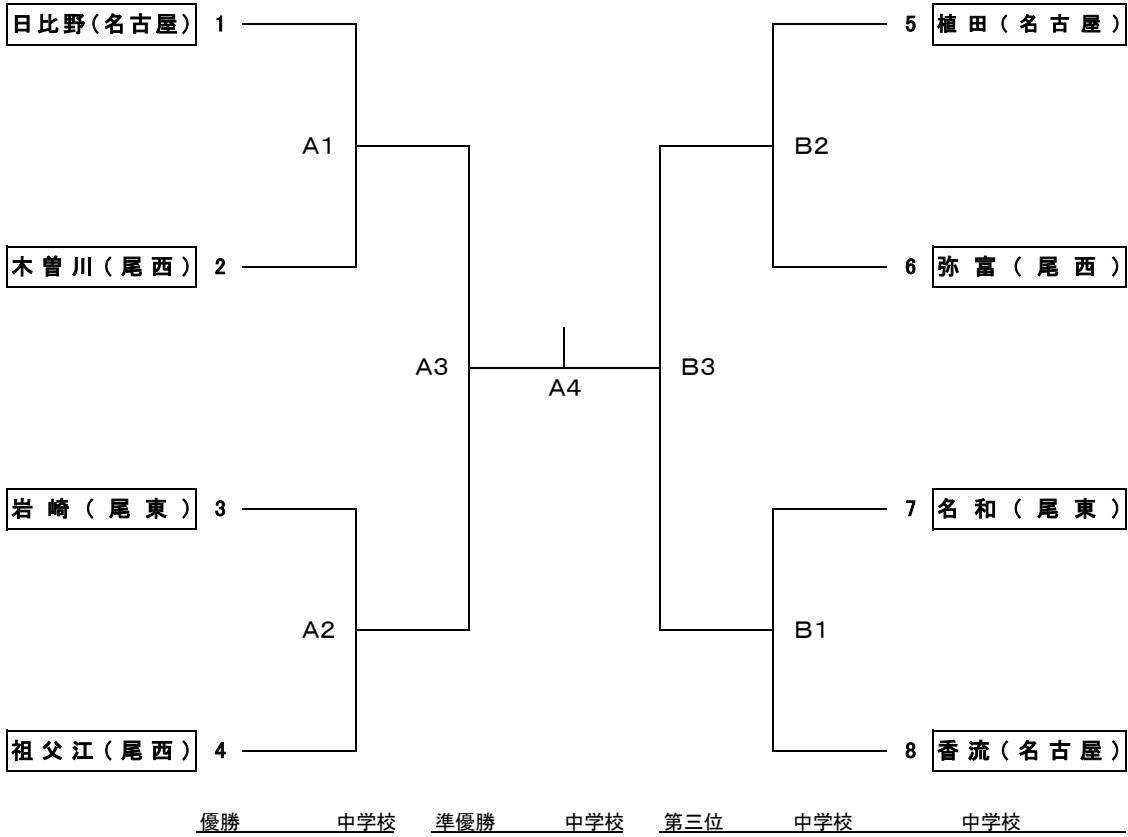 日比野(名古屋) 1 5 植田(名古屋)
A1 B2
木曽川(尾西) 2 6 弥富(尾西)
A3 B3
A4
岩崎(尾東) 3 7 名和(尾東)
A2 B1
祖父江(尾西) 4 8 香流(名古屋)
優勝 中学校 準優勝 中学校 第三位 中学校 中学校